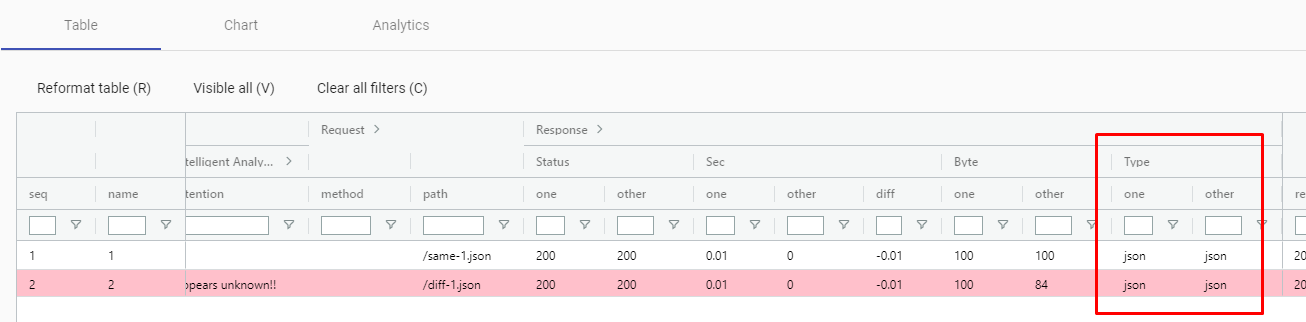 Table Chart Analytics
Reformat table (R) Visible all (V) Clear all filters (C)
Request > Response >
telligent Analy... > Status Sec Byte Type
seq name tention method path one other one other diff one other one other re
1 1 /same-1.json 200 200 0.01 0 -0.01 100 100 json json 20
2 2 ppears unknown!! /diff-1.json 200 200 0.01 0 -0.01 100 84 json json 20